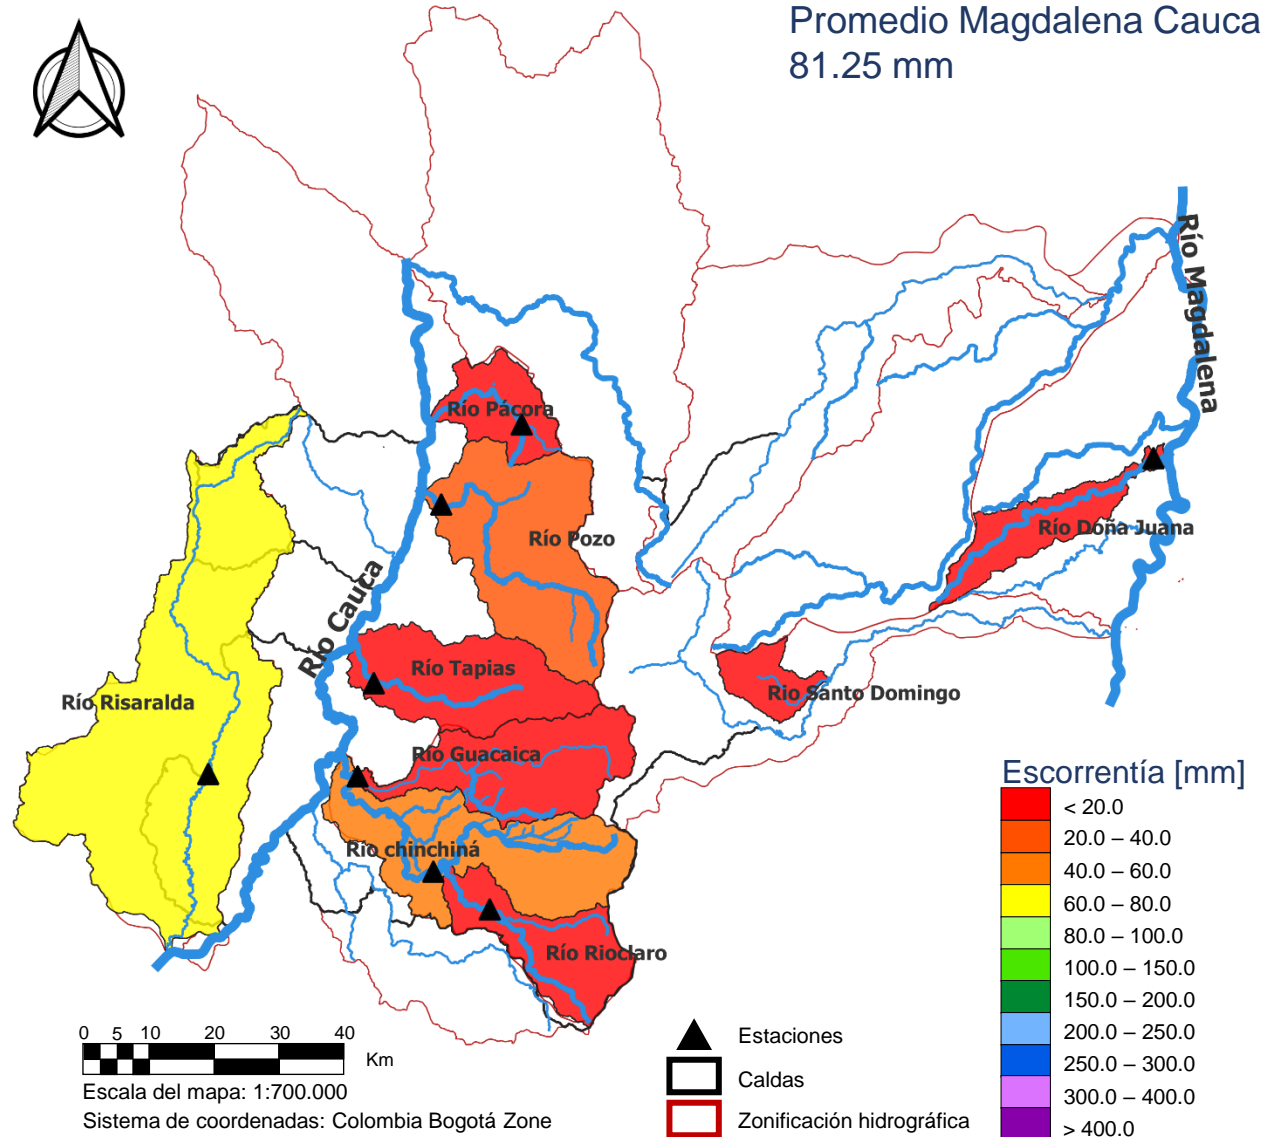 Promedio Magdalena Cauca
81.25 mm
Río Magdalena
Río Pácora
Río Pozo
Río Doña Juana
Río Cauca
Río Tapias
Río Risaralda
Río Santo Domingo
Río Guacaica
Río chinchiná
Río Rioclaro
Escorrentía [mm]
< 20.0
20.0 – 40.0
40.0 – 60.0
60.0 – 80.0
80.0 – 100.0
100.0 – 150.0
150.0 – 200.0
200.0 – 250.0
250.0 – 300.0
300.0 – 400.0
> 400.0
0 5 10 20 30 40
Km
Escala del mapa: 1:700.000
Sistema de coordenadas: Colombia Bogotá Zone
Estaciones
Caldas
Zonificación hidrográfica